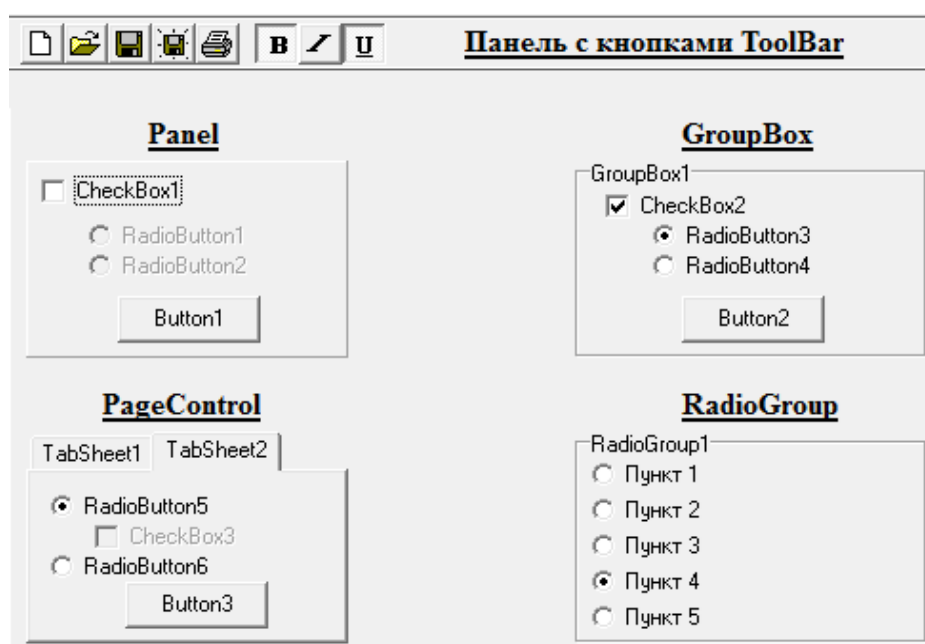 B I U Панель с кнопками ToolBar
Panel
CheckBox1
RadioButton1
RadioButton2
Button1
GroupBox
GroupBox1
CheckBox2
RadioButton3
RadioButton4
Button2
PageControl
TabSheet1 TabSheet2
RadioButton5
CheckBox3
RadioButton6
Button3
RadioGroup
RadioGroup1
Пункт 1
Пункт 2
Пункт 3
Пункт 4
Пункт 5